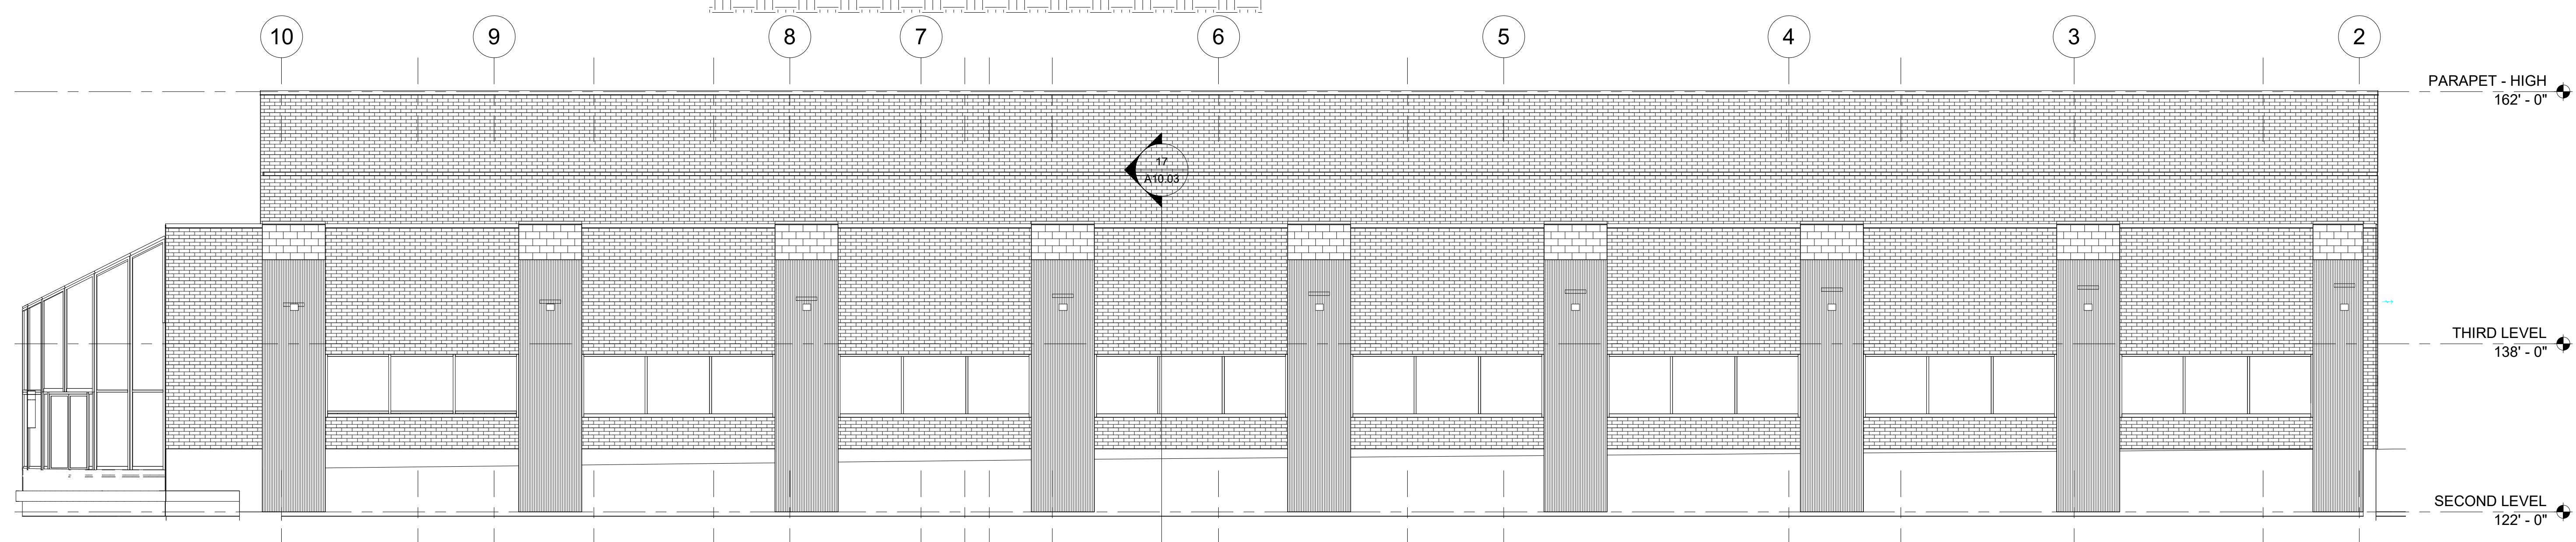 10 9 8 7 6 5 4 3 2
PARAPET - HIGH
162' - 0"
17
A10.03
THIRD LEVEL
138' - 0"
SECOND LEVEL
122' - 0"